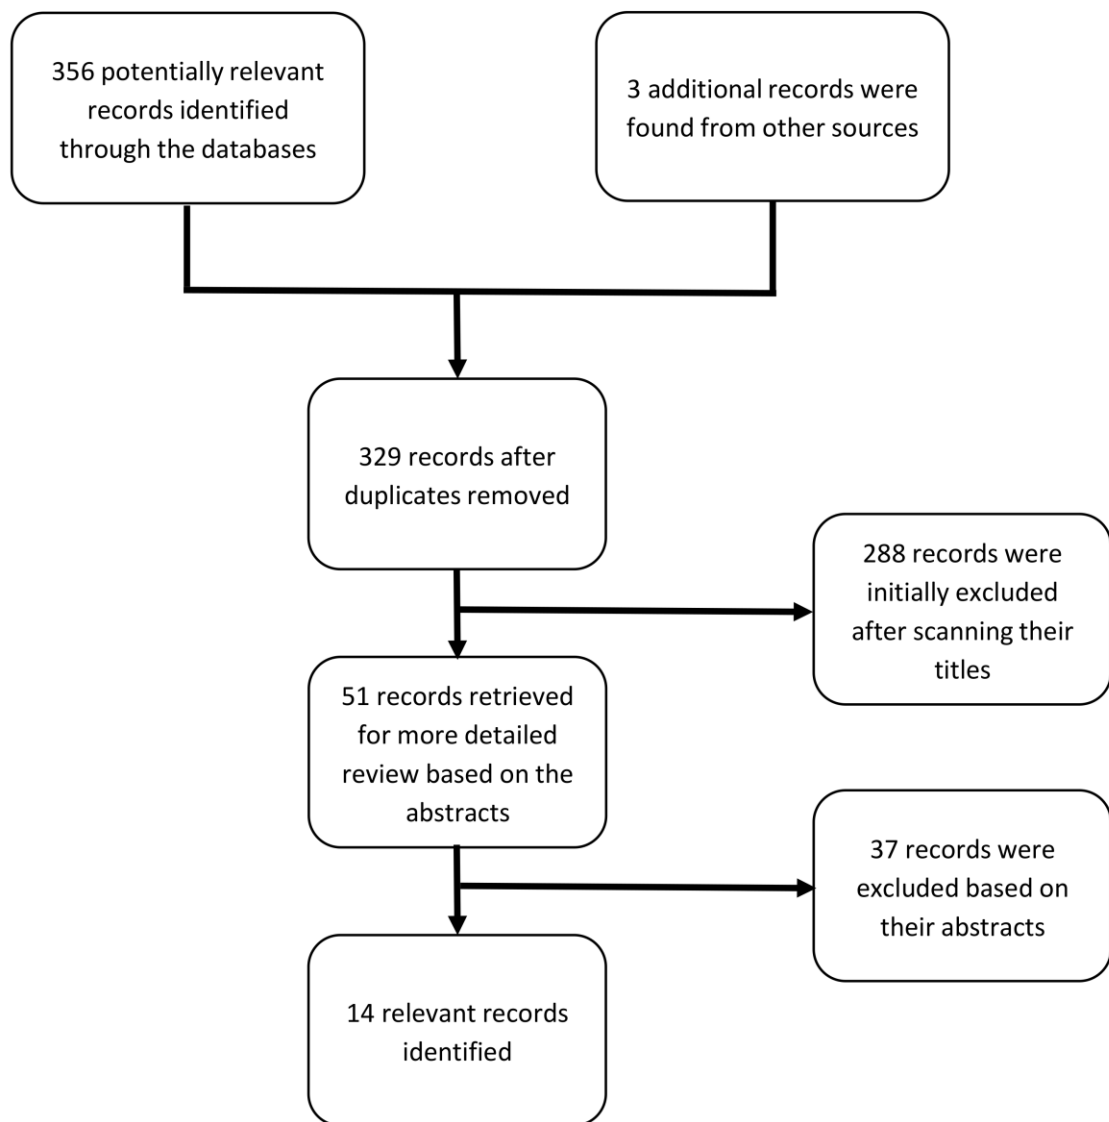 356 potentially relevant
records identified
through the databases
3 additional records were
found from other sources
329 records after
duplicates removed
288 records were
initially excluded
after scanning their
titles
51 records retrieved
for more detailed
review based on the
abstracts
37 records were
excluded based on
their abstracts
14 relevant records
identified